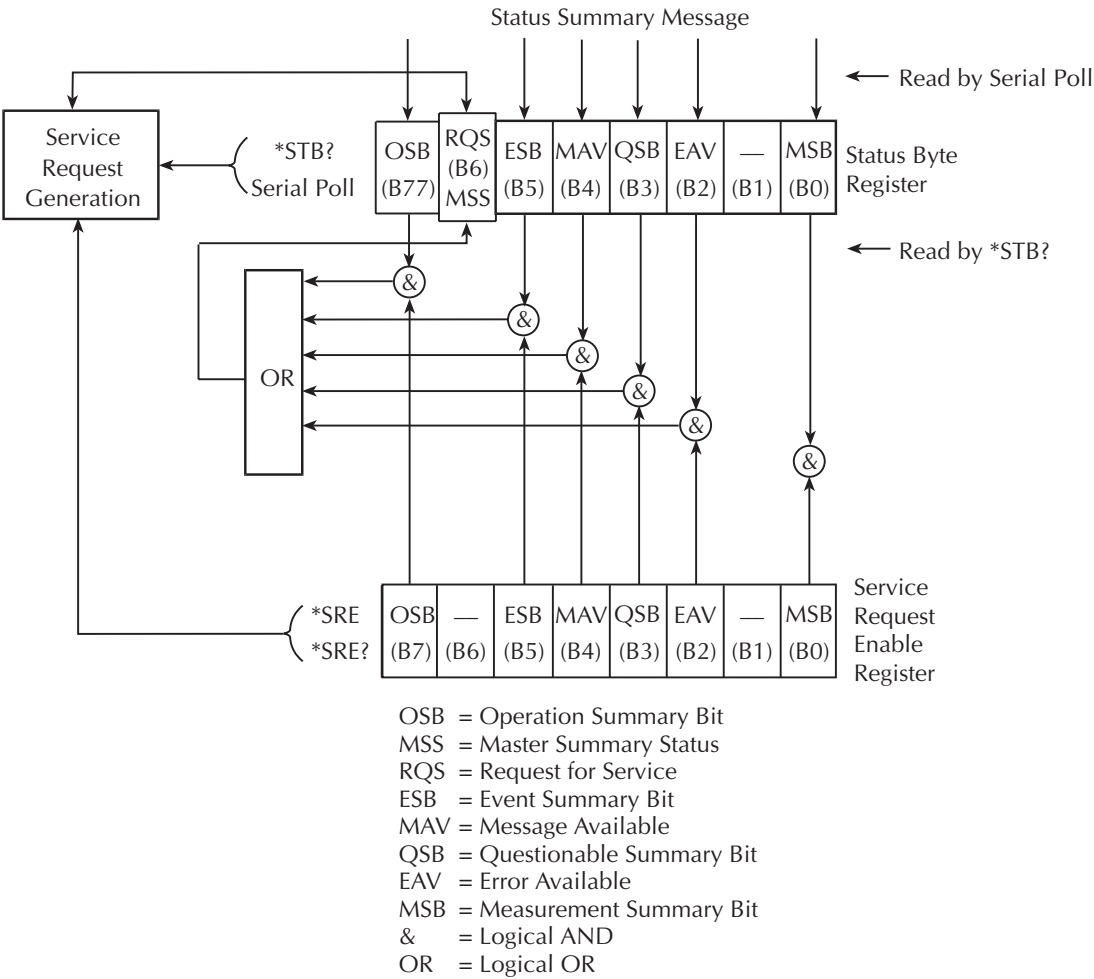 Status Summary Message
Read by Serial Poll
Service
Request
Generation
*STB?
Serial Poll
OSB
(B77)
RQS
(B6)
MSS
ESB
(B5)
MAV
(B4)
QSB
(B3)
EAV
(B2)
—
(B1)
MSB
(B0)
Status Byte
Register
Read by *STB?
&
&
&
&
&
&
OR
*SRE
*SRE?
OSB
(B7)
—
(B6)
ESB
(B5)
MAV
(B4)
QSB
(B3)
EAV
(B2)
—
(B1)
MSB
(B0)
Service
Request
Enable
Register
OSB = Operation Summary Bit
MSS = Master Summary Status
RQS = Request for Service
ESB = Event Summary Bit
MAV = Message Available
QSB = Questionable Summary Bit
EAV = Error Available
MSB = Measurement Summary Bit
& = Logical AND
OR = Logical OR